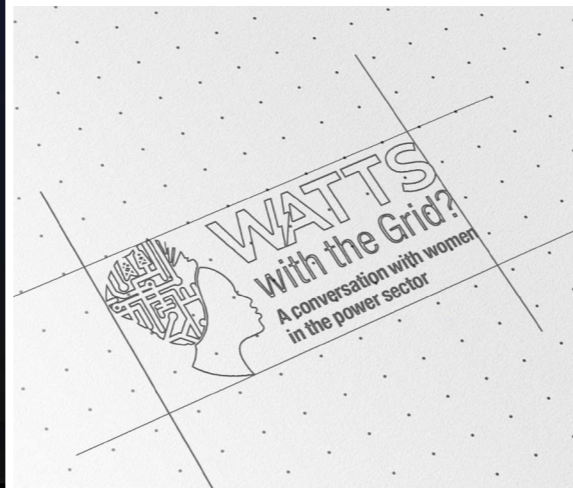 WATTS
with the Grid?
A conversation with women
in the power sector